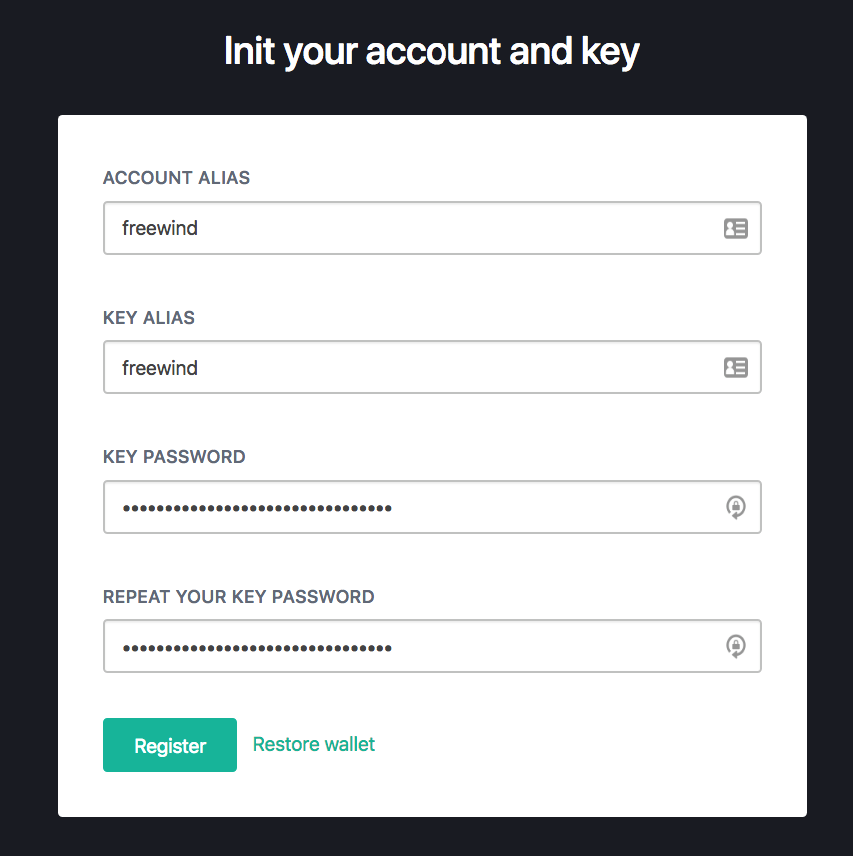 Init your account and key
ACCOUNT ALIAS
freewind
KEY ALIAS
freewind
KEY PASSWORD
••••••••••••••••••••••••••••••••
REPEAT YOUR KEY PASSWORD
••••••••••••••••••••••••••••••••
Register Restore wallet